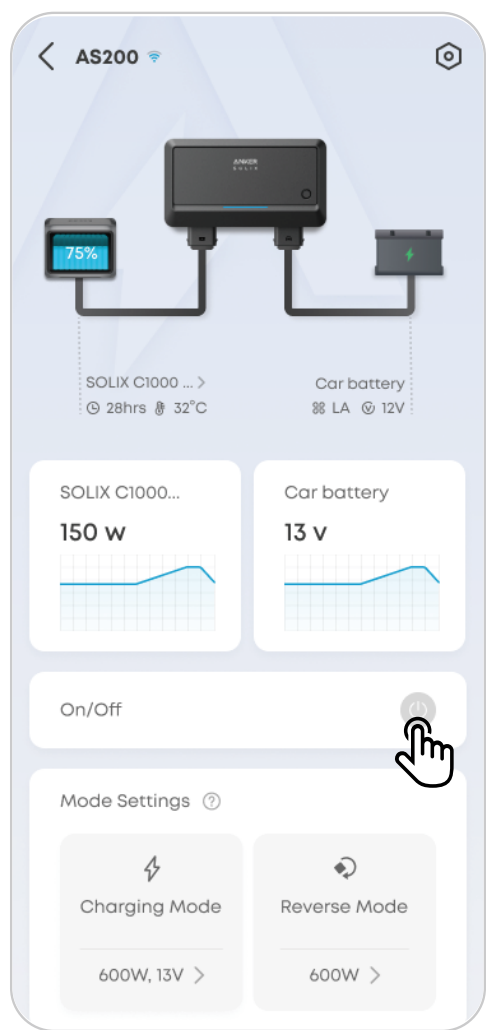 AS200
ANKER
SOLIX
75%
SOLIX C1000 ... >
Car battery
28hrs 32°C
LA 12V
SOLIX C1000...
Car battery
150 W
13 V
On/Off
Mode Settings ?
Charging Mode
Reverse Mode
600W, 13V >
600W >